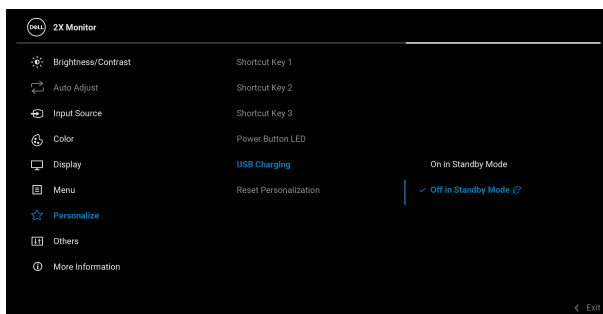 DELL 2X Monitor
Brightness/Contrast Shortcut Key 1
Auto Adjust Shortcut Key 2
Input Source Shortcut Key 3
Color Power Button LED
Display USB Charging On in Standby Mode
Menu Reset Personalization Off in Standby Mode
Personalize
Others
More Information
Exit